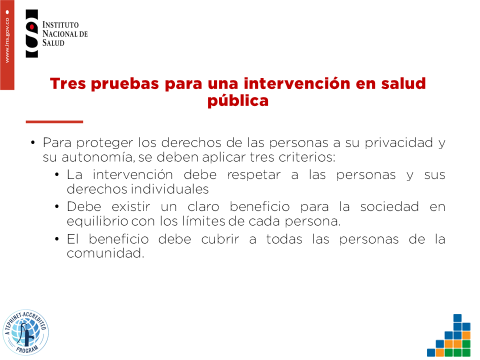 www.ins.gov.co
INSTITUTO
NACIONAL DE
SALUD
Tres pruebas para una intervención en salud
pública
• Para proteger los derechos de las personas a su privacidad y
su autonomía, se deben aplicar tres criterios:
• La intervención debe respetar a las personas y sus
derechos individuales
• Debe existir un claro beneficio para la sociedad en
equilibrio con los límites de cada persona.
• El beneficio debe cubrir a todas las personas de la
comunidad.
A TEPHINET ACCREDITED
PROGRAM